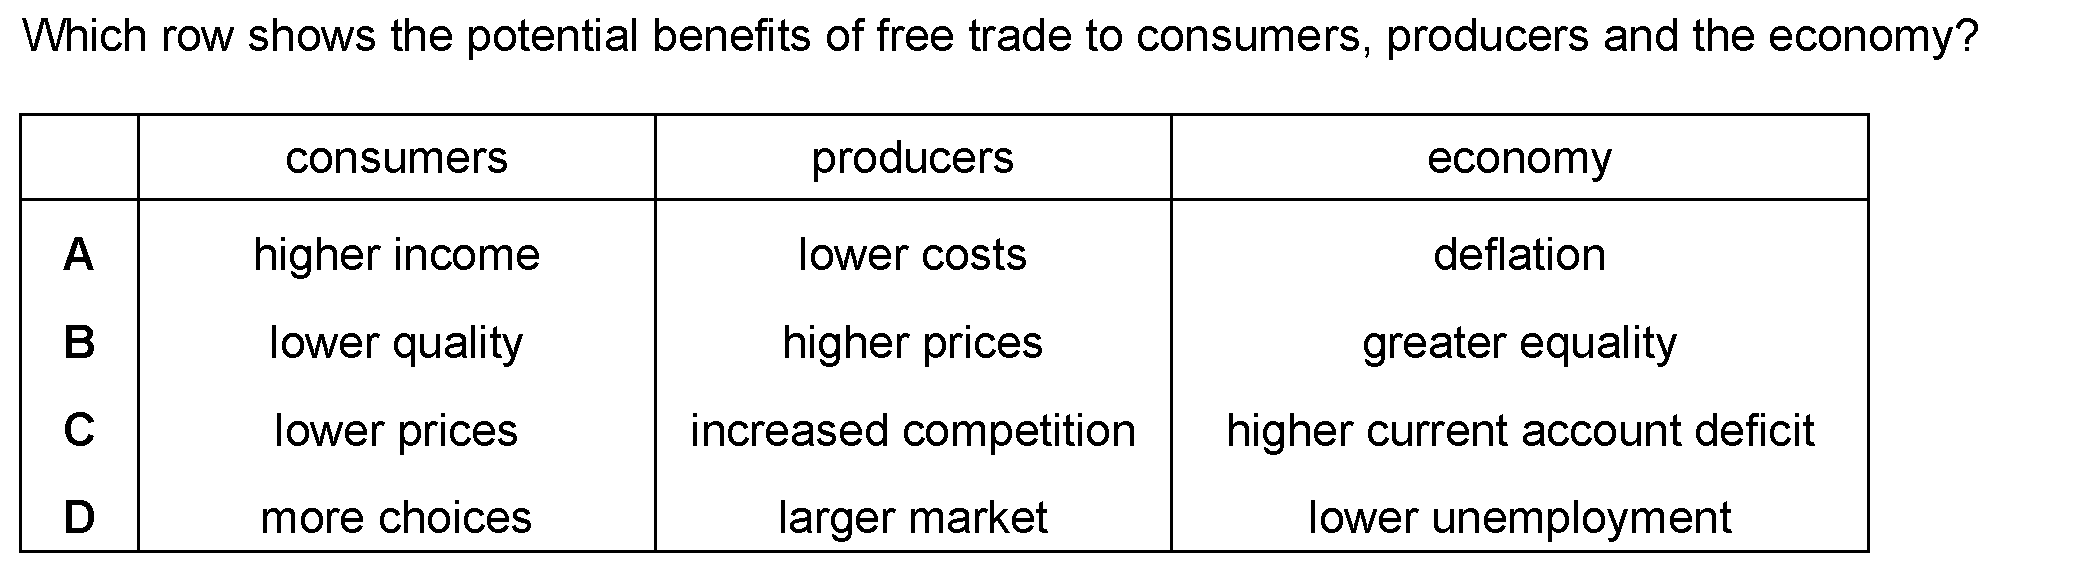 Which row shows the potential benefits of free trade to consumers, producers and the economy?
consumers producers economy
A higher income lower costs deflation
B lower quality higher prices greater equality
C lower prices increased competition higher current account deficit
D more choices larger market lower unemployment